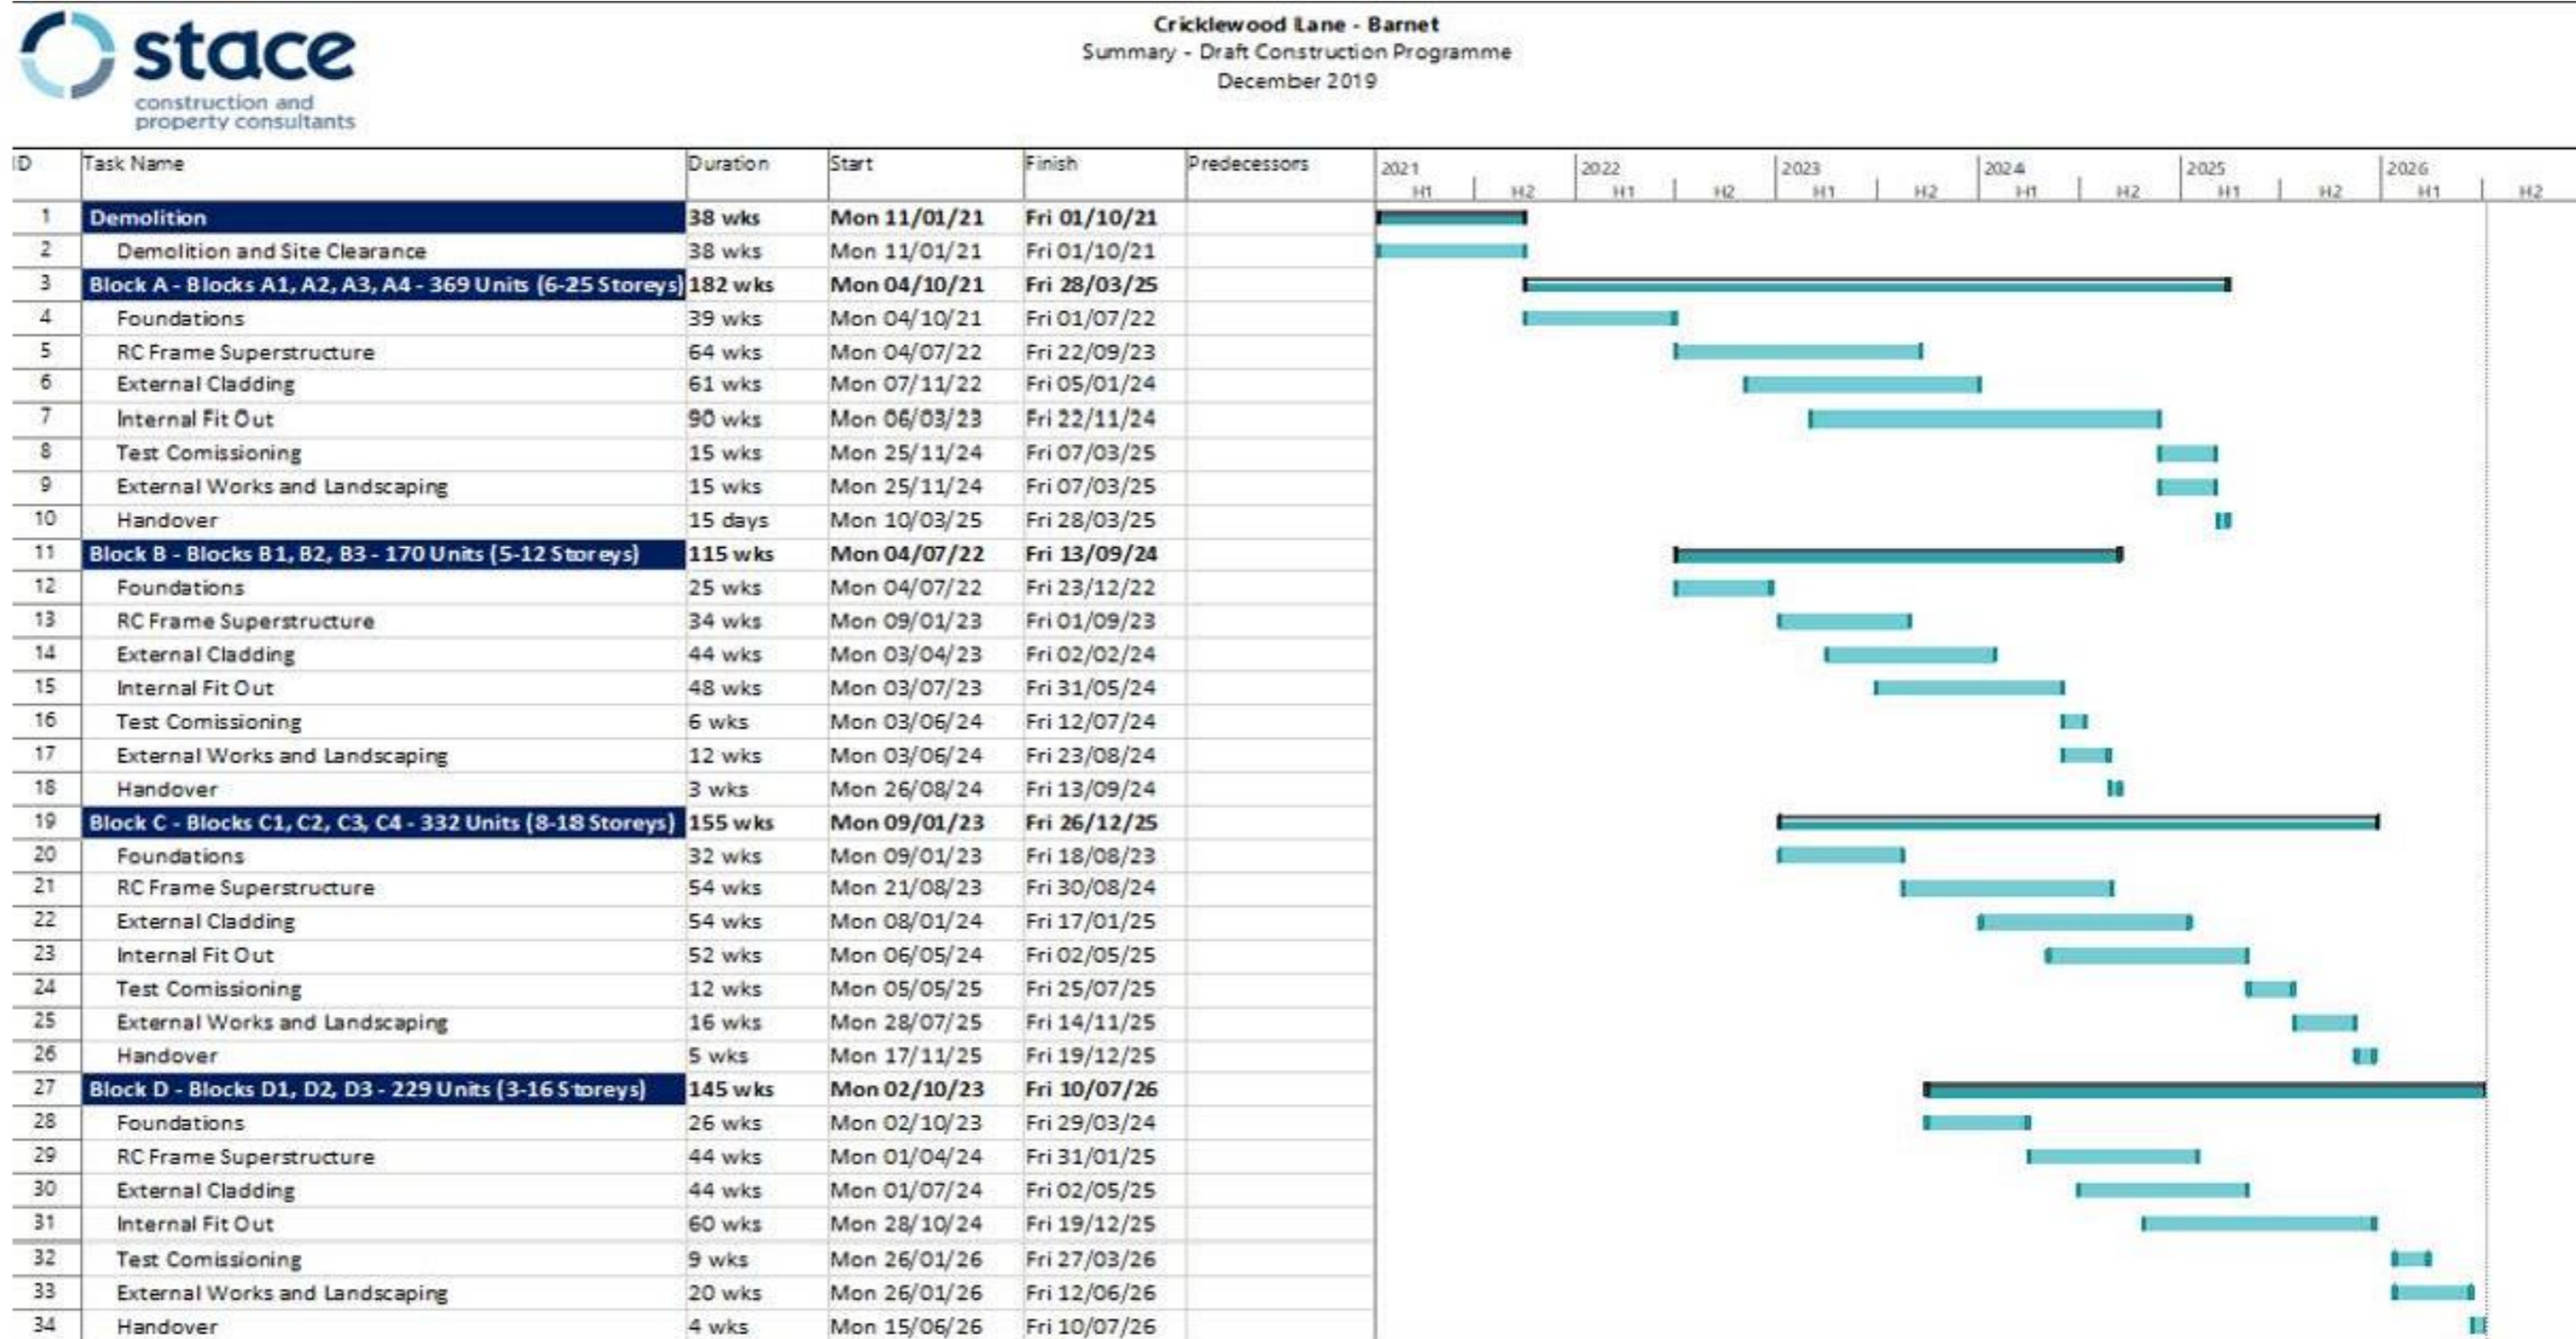 stace
construction and
property consultants
Cricklewood Lane - Barnet
Summary - Draft Construction Programme
December 2019
ID Task Name Duration Start Finish Predecessors 2021 2022 2023 2024 2025 2026
H1 H2 H1 H2 H1 H2 H1 H2 H1 H2 H1 H2
1 Demolition 38 wks Mon 11/01/21 Fri 01/10/21
2 Demolition and Site Clearance 38 wks Mon 11/01/21 Fri 01/10/21
3 Block A - Blocks A1, A2, A3, A4 - 369 Units (6-25 Storeys) 182 wks Mon 04/10/21 Fri 28/03/25
4 Foundations 39 wks Mon 04/10/21 Fri 01/07/22
5 RC Frame Superstructure 64 wks Mon 04/07/22 Fri 22/09/23
6 External Cladding 61 wks Mon 07/11/22 Fri 05/01/24
7 Internal Fit Out 90 wks Mon 06/03/23 Fri 22/11/24
8 Test Comissioning 15 wks Mon 25/11/24 Fri 07/03/25
9 External Works and Landscaping 15 wks Mon 25/11/24 Fri 07/03/25
10 Handover 15 days Mon 10/03/25 Fri 28/03/25
11 Block B - Blocks B1, B2, B3 - 170 Units (5-12 Storeys) 115 wks Mon 04/07/22 Fri 13/09/24
12 Foundations 25 wks Mon 04/07/22 Fri 23/12/22
13 RC Frame Superstructure 34 wks Mon 09/01/23 Fri 01/09/23
14 External Cladding 44 wks Mon 03/04/23 Fri 02/02/24
15 Internal Fit Out 48 wks Mon 03/07/23 Fri 31/05/24
16 Test Comissioning 6 wks Mon 03/06/24 Fri 12/07/24
17 External Works and Landscaping 12 wks Mon 03/06/24 Fri 23/08/24
18 Handover 3 wks Mon 26/08/24 Fri 13/09/24
19 Block C - Blocks C1, C2, C3, C4 - 332 Units (8-18 Storeys) 155 wks Mon 09/01/23 Fri 26/12/25
20 Foundations 32 wks Mon 09/01/23 Fri 18/08/23
21 RC Frame Superstructure 54 wks Mon 21/08/23 Fri 30/08/24
22 External Cladding 54 wks Mon 08/01/24 Fri 17/01/25
23 Internal Fit Out 52 wks Mon 06/05/24 Fri 02/05/25
24 Test Comissioning 12 wks Mon 05/05/25 Fri 25/07/25
25 External Works and Landscaping 16 wks Mon 28/07/25 Fri 14/11/25
26 Handover 5 wks Mon 17/11/25 Fri 19/12/25
27 Block D - Blocks D1, D2, D3 - 229 Units (3-16 Storeys) 145 wks Mon 02/10/23 Fri 10/07/26
28 Foundations 26 wks Mon 02/10/23 Fri 29/03/24
29 RC Frame Superstructure 44 wks Mon 01/04/24 Fri 31/01/25
30 External Cladding 44 wks Mon 01/07/24 Fri 02/05/25
31 Internal Fit Out 60 wks Mon 28/10/24 Fri 19/12/25
32 Test Comissioning 9 wks Mon 26/01/26 Fri 27/03/26
33 External Works and Landscaping 20 wks Mon 26/01/26 Fri 12/06/26
34 Handover 4 wks Mon 15/06/26 Fri 10/07/26